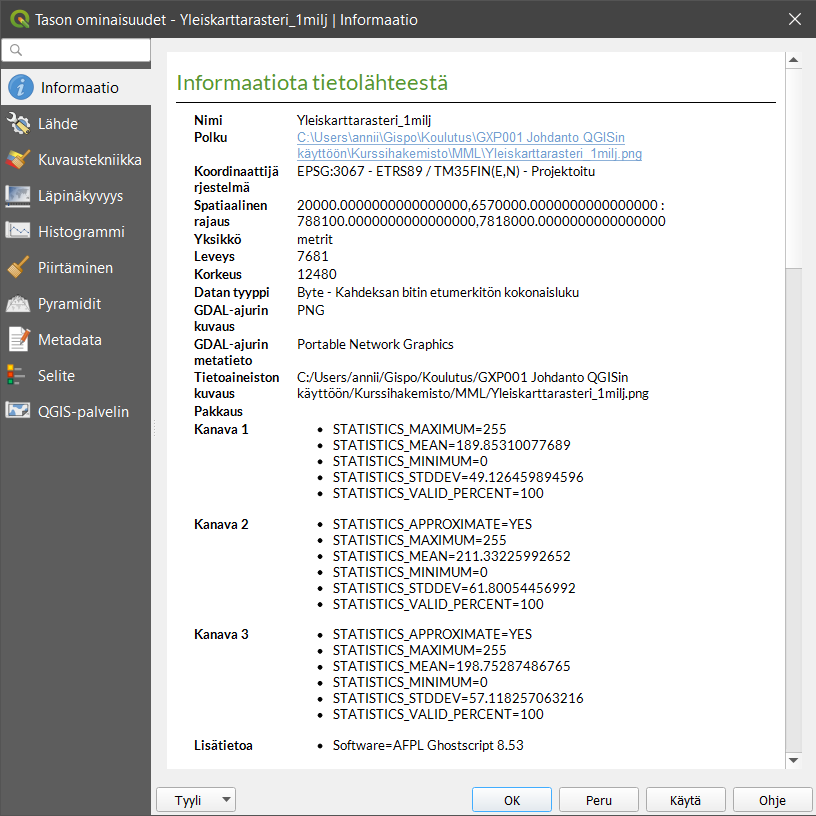 Tason ominaisuudet - Yleiskarttarasteri_1milj | Informaatio
Informaatio
Lähde
Kuvaustekniikka
Läpinäkyvyys
Histogrammi
Piirtäminen
Pyramidit
Metadata
Selite
QGIS-palvelin
Informaatiota tietolähteestä
Nimi Yleiskarttarasteri_1milj
Polku C:\Users\annii\Gispo\Koulutus\GXP001 Johdanto QGISin
käyttöön\Kurssihakemisto\MML\Yleiskarttarasteri_1milj.png
Koordinaattijä EPSG:3067 - ETRS89 / TM35FIN(E,N) - Projektoitu
rjestelmä
Spatiaalinen 20000.0000000000000000,6570000.0000000000000000 :
rajaus 788100.0000000000000000,7818000.0000000000000000
Yksikkö metrit
Leveys 7681
Korkeus 12480
Datan tyyppi Byte - Kahdeksan bitin etumerkitön kokonaisluku
GDAL-ajurin PNG
kuvaus
GDAL-ajurin Portable Network Graphics
metatieto
Tietoaineiston C:/Users/annii/Gispo/Koulutus/GXP001 Johdanto QGISin
kuvaus käyttöön/Kurssihakemisto/MML/Yleiskarttarasteri_1milj.png
Pakkaus
Kanava 1 • STATISTICS_MAXIMUM=255
• STATISTICS_MEAN=189.85310077689
• STATISTICS_MINIMUM=0
• STATISTICS_STDDEV=49.126459894596
• STATISTICS_VALID_PERCENT=100
Kanava 2 • STATISTICS_APPROXIMATE=YES
• STATISTICS_MAXIMUM=255
• STATISTICS_MEAN=211.33225992652
• STATISTICS_MINIMUM=0
• STATISTICS_STDDEV=61.80054456992
• STATISTICS_VALID_PERCENT=100
Kanava 3 • STATISTICS_APPROXIMATE=YES
• STATISTICS_MAXIMUM=255
• STATISTICS_MEAN=198.75287486765
• STATISTICS_MINIMUM=0
• STATISTICS_STDDEV=57.118257063216
• STATISTICS_VALID_PERCENT=100
Lisätietoa • Software=AFPL Ghostscript 8.53
Tyyli OK Peru Käytä Ohje